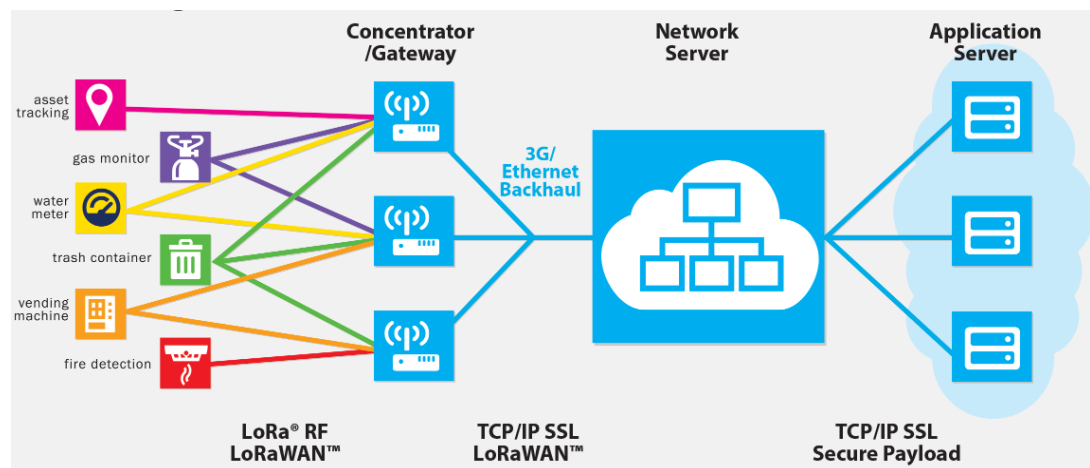 Concentrator
/Gateway
Network
Server
Application
Server
asset
tracking
gas monitor
water
meter
trash container
vending
machine
fire detection
3G/
Ethernet
Backhaul
LoRa® RF
LoRaWAN™
TCP/IP SSL
LoRaWAN™
TCP/IP SSL
Secure Payload